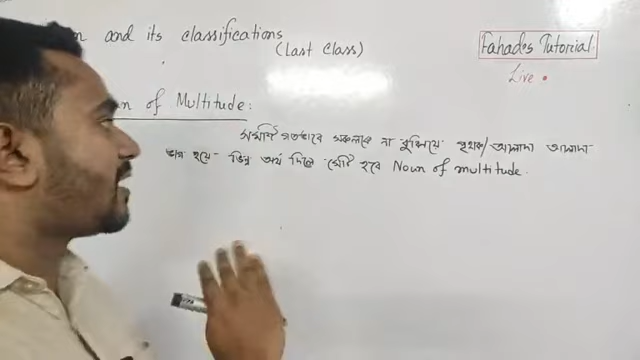 and its classifications
(Last Class)
Fahades Tutorial
Live
of Multitude:
সমষ্টিগতভাবে সকলকে না বুঝিয়ে পৃথক/আলাদা আলাদা
ভাগ হয়ে ভিন্ন অর্থ দিলে সেটি হবে Noun of multitude.